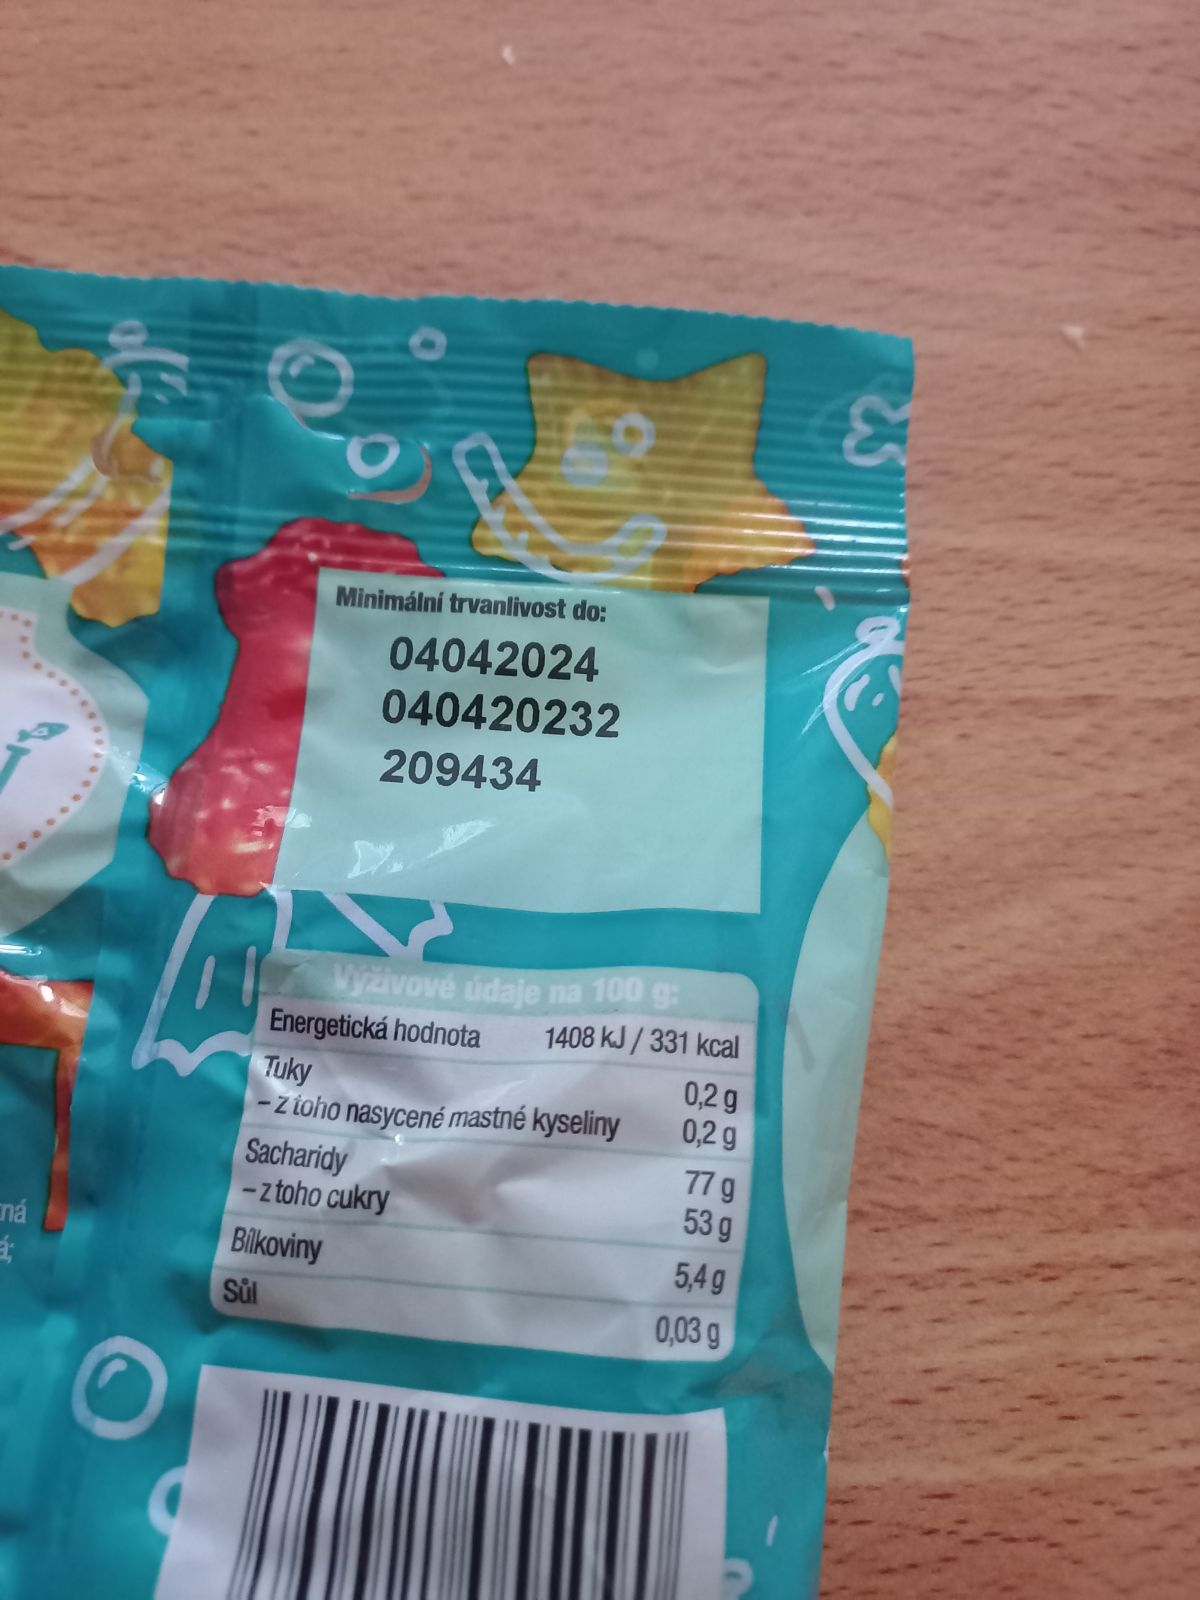 Minimální trvanlivost do:
04042024
040420232
209434
Výživové údaje na 100 g:
Energetická hodnota 1408 kJ / 331 kcal
Tuky 0,2 g
– z toho nasycené mastné kyseliny 0,2 g
Sacharidy 77 g
– z toho cukry 53 g
Bílkoviny 5,4 g
Sůl 0,03 g